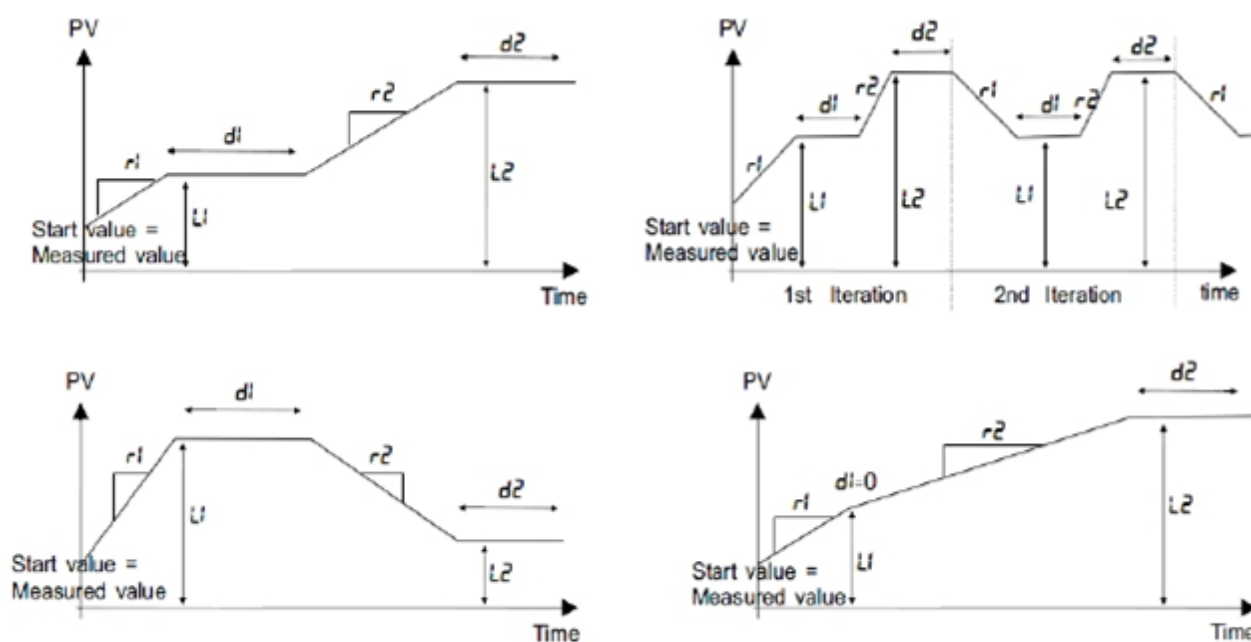 PV
d2
r2
d1
r1
L2
L1
Start value =
Measured value
Time
PV
d2
d2
r2
d1
d1
r2
r1
r1
r1
L1
L2
L1
L2
Start value =
Measured value
1st Iteration
2nd Iteration
time
PV
d1
r1
r2
d2
L1
L2
Start value =
Measured value
Time
PV
d2
r2
d1=0
r1
L2
L1
Start value =
Measured value
Time